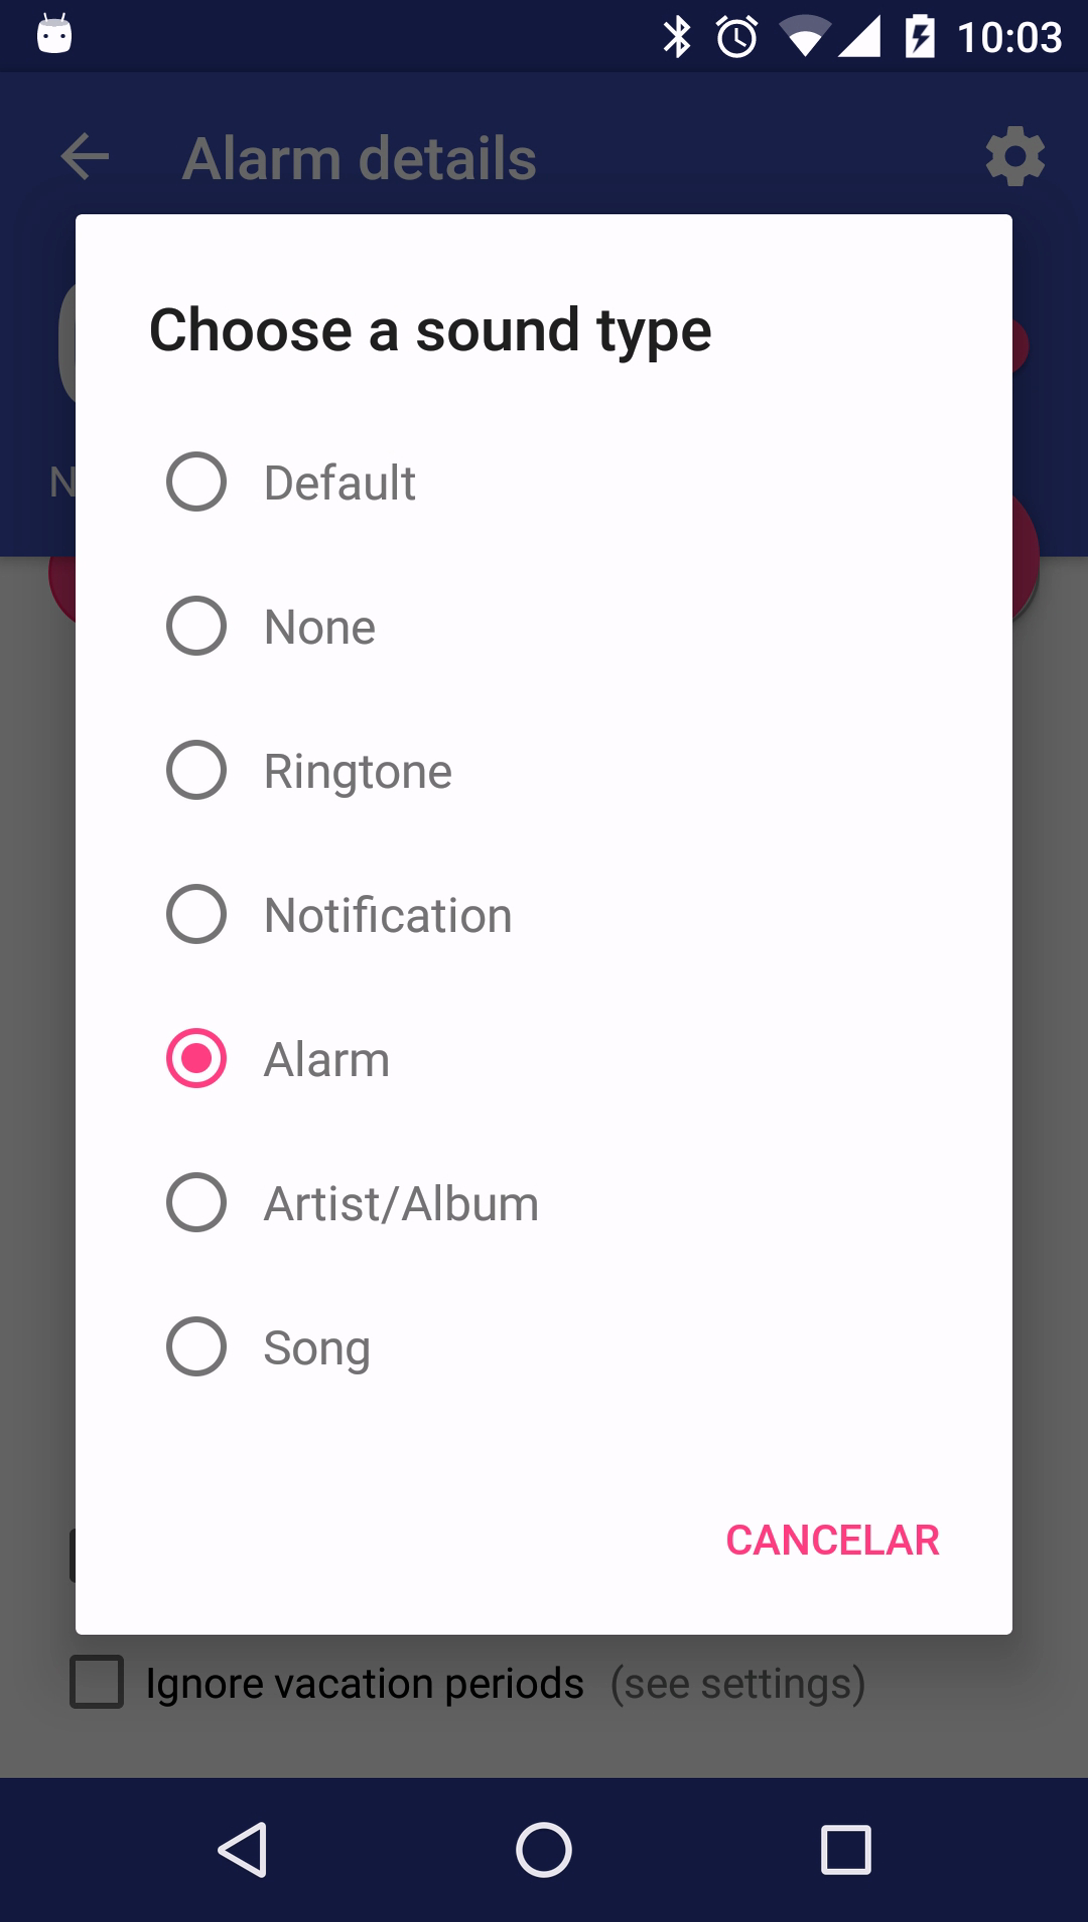 10:03
Alarm details
Choose a sound type
N
Default
None
Ringtone
Notification
Alarm
Artist/Album
Song
CANCELAR
Ignore vacation periods (see settings)